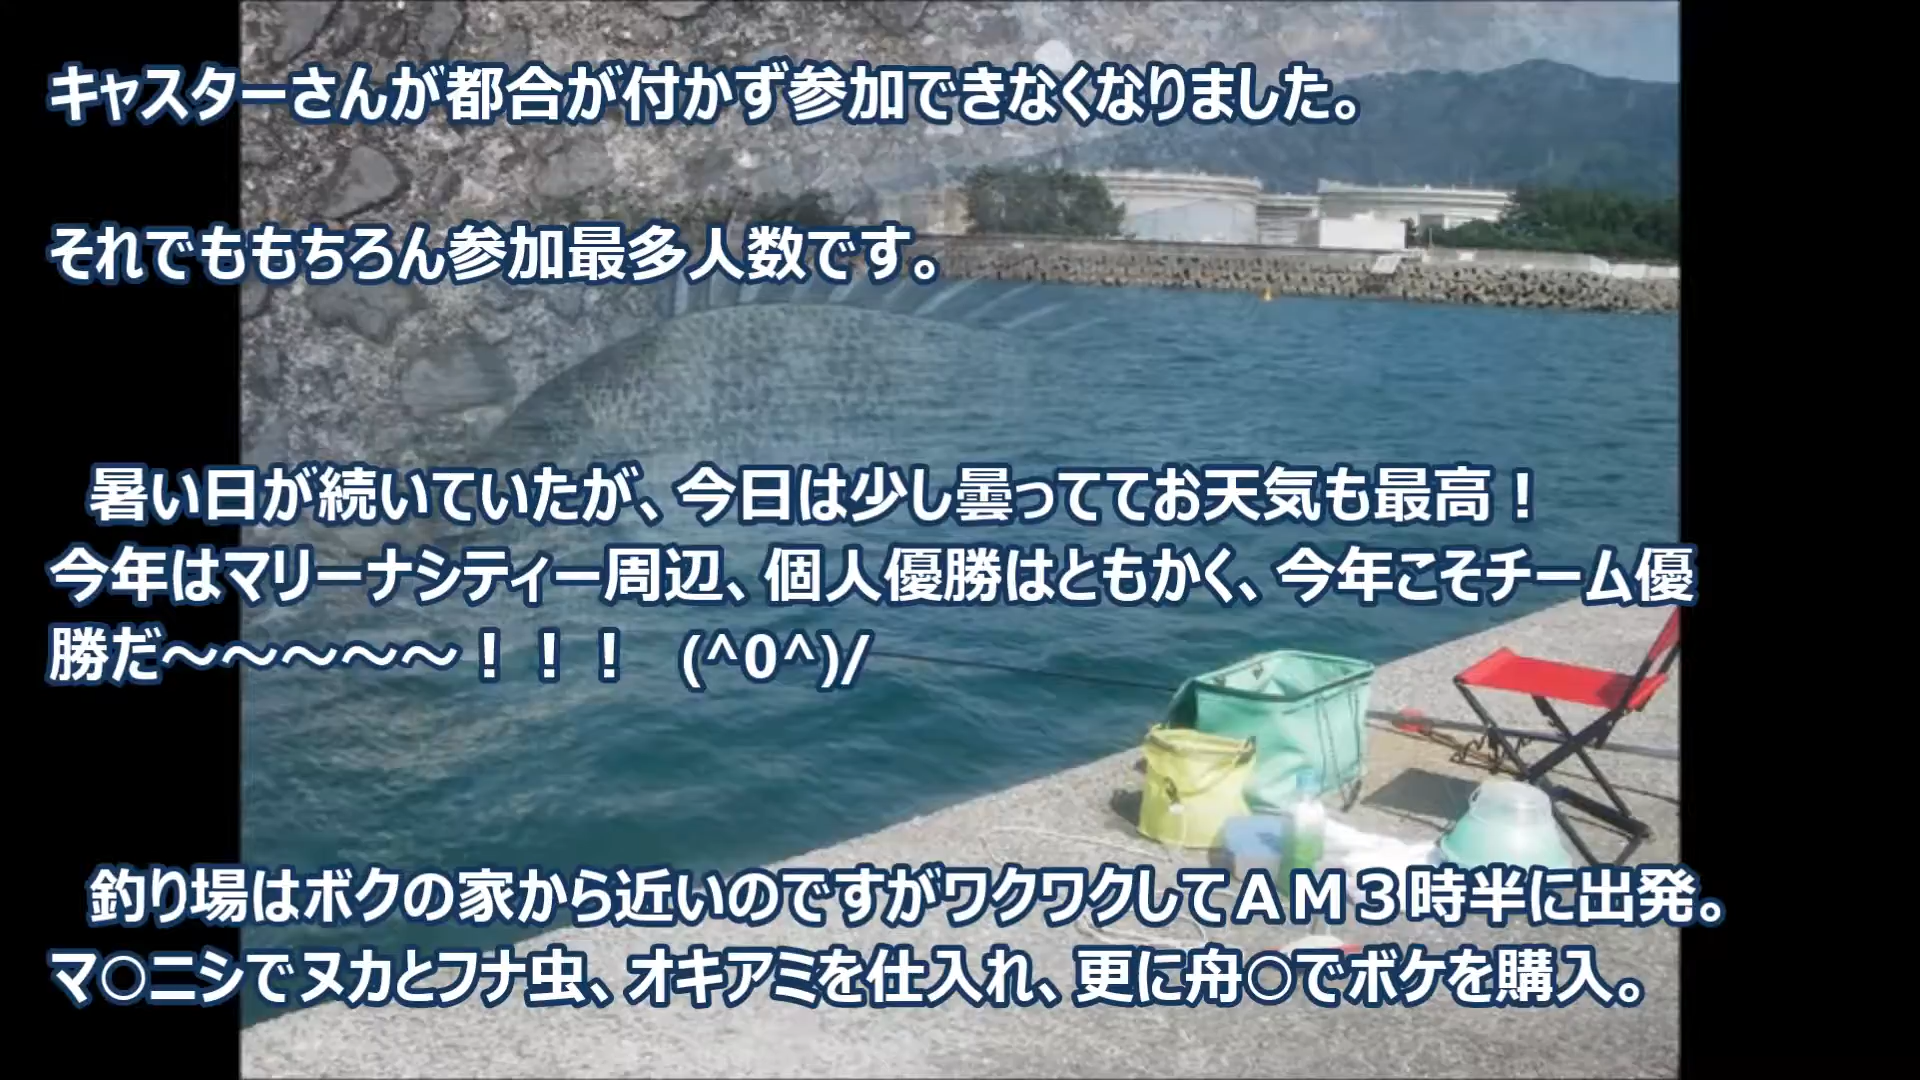 キャスターさんが都合が付かず参加できなくなりました。
それでももちろん参加最多人数です。
暑い日が続いていたが、今日は少し曇っててお天気も最高！
今年はマリーナシティー周辺、個人優勝はともかく、今年こそチーム優
勝だ～～～～～！！！ (^0^)/
釣り場はボクの家から近いのですがワクワクしてＡＭ３時半に出発。
マ○ニシでヌカとフナ虫、オキアミを仕入れ、更に舟○でボケを購入。